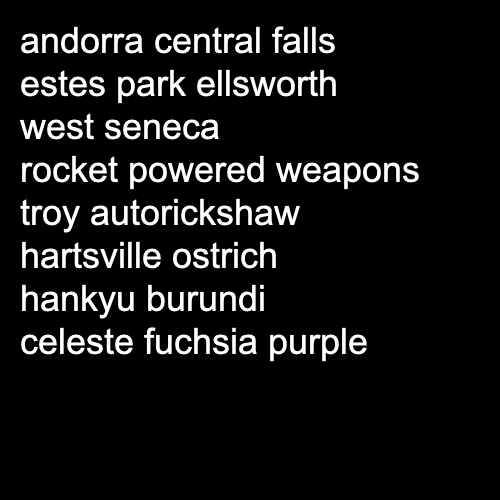 andorra central falls
estes park ellsworth
west seneca
rocket powered weapons
troy autorickshaw
hartsville ostrich
hankyu burundi
celeste fuchsia purple